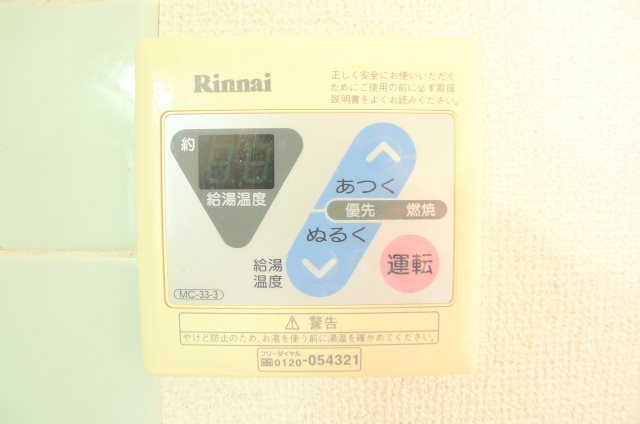 Rinnai
正しく安全にお使いいただく
ためにご使用の前に必ず取扱
説明書をよくお読みください。
約
給湯温度
あつく
優先 燃焼
ぬるく
給湯
温度
運転
MC-33-3
⚠ 警告
やけど防止のため、お湯を使う前に湯温を確かめてください。
フリーダイヤル
0120-054321